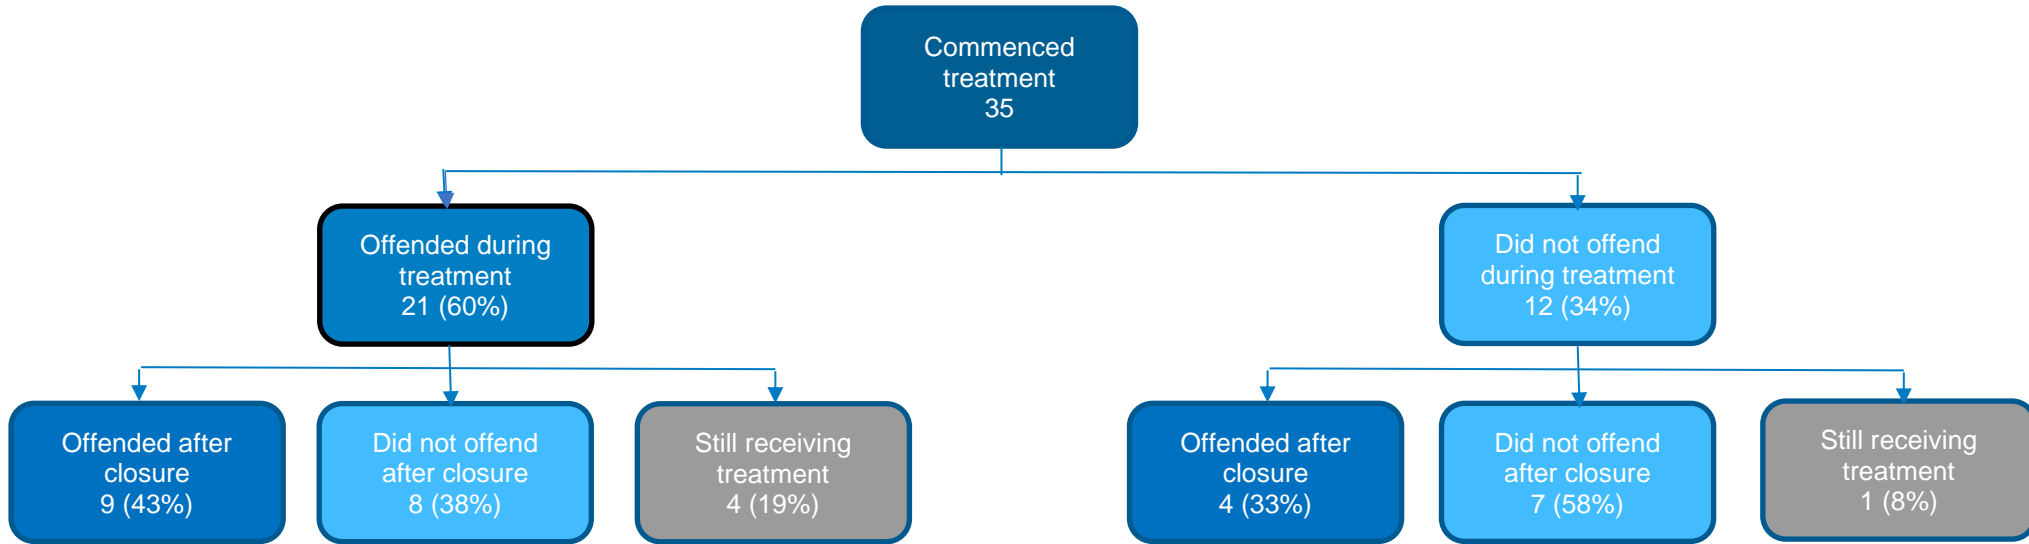 Commenced
treatment
35
Offended during
treatment
21 (60%)
Did not offend
during treatment
12 (34%)
Offended after
closure
9 (43%)
Did not offend
after closure
8 (38%)
Still receiving
treatment
4 (19%)
Offended after
closure
4 (33%)
Did not offend
after closure
7 (58%)
Still receiving
treatment
1 (8%)